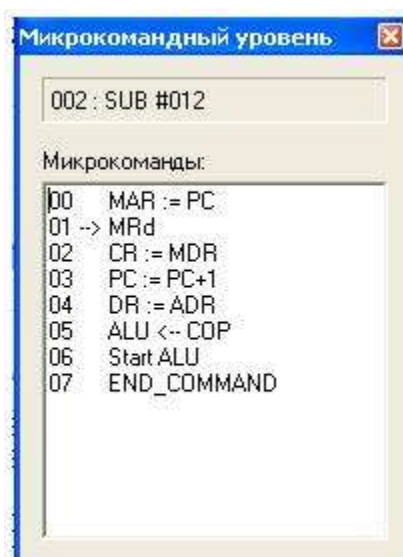 Микрокомандный уровень
002 : SUB #012
Микрокоманды:
00 MAR := PC
01 --> MRd
02 CR := MDR
03 PC := PC+1
04 DR := ADR
05 ALU <-- COP
06 Start ALU
07 END_COMMAND